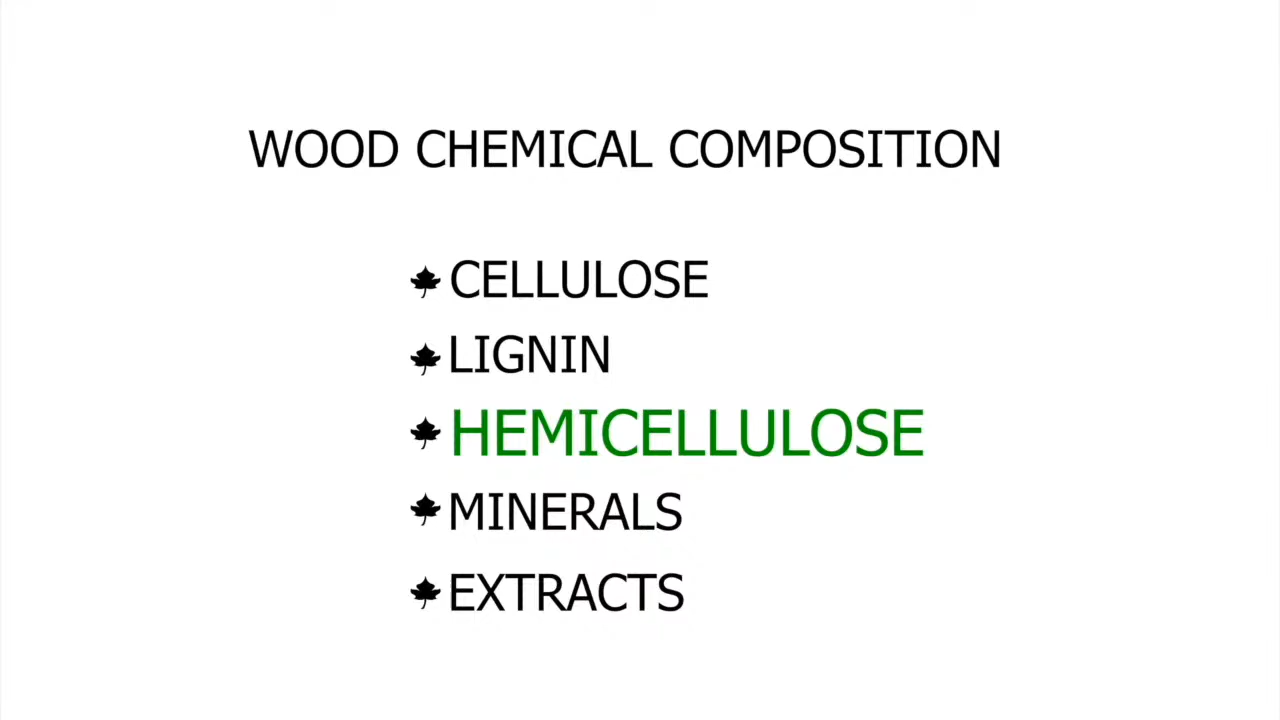 WOOD CHEMICAL COMPOSITION
CELLULOSE
LIGNIN
HEMICELLULOSE
MINERALS
EXTRACTS